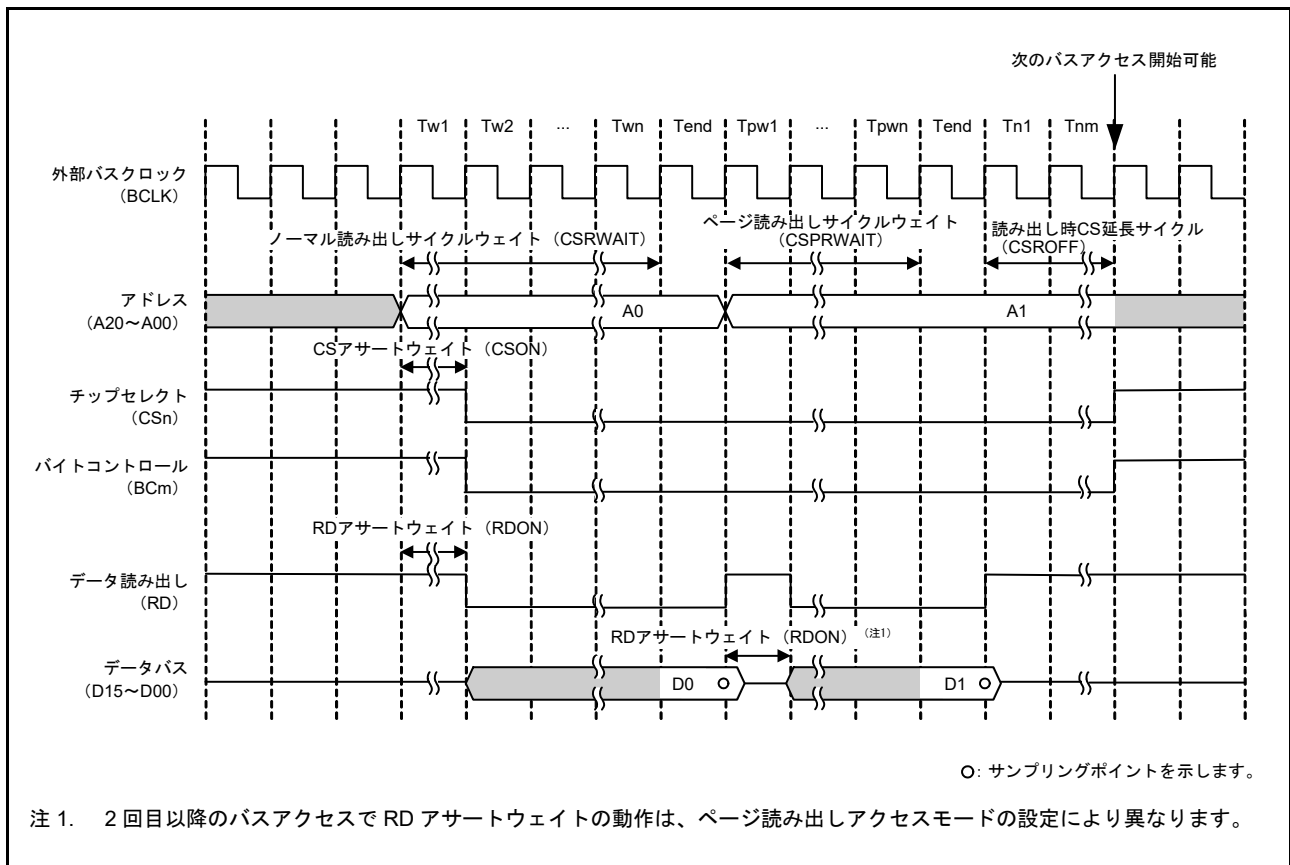 次のバスアクセス開始可能
Tw1 Tw2 ... Twn Tend Tpw1 ... Tpwn Tend Tn1 Tnm
外部バスクロック
（BCLK）
ノーマル読み出しサイクルウェイト（CSRWAIT）
ページ読み出しサイクルウェイト
（CSPRWAIT）
読み出し時CS延長サイクル
（CSROFF）
アドレス
（A20～A00）
A0 A1
CSアサートウェイト（CSON）
チップセレクト
（CSn）
バイトコントロール
（BCm）
RDアサートウェイト（RDON）
データ読み出し
（RD）
RDアサートウェイト（RDON）（注1）
データバス
（D15～D00）
D0 D1
: サンプリングポイントを示します。
注 1. 2 回目以降のバスアクセスで RD アサートウェイトの動作は、ページ読み出しアクセスモードの設定により異なります。